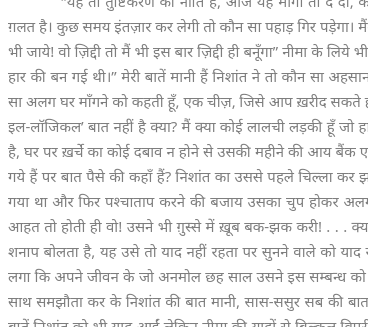 "यह तो तुष्टिकरण की नीति है, आज यह माँगा तो दे दो, क
ग़लत है। कुछ समय इंतज़ार कर लेगी तो कौन सा पहाड़ गिर पड़ेगा। मै
भी जाये! वो ज़िद्दी तो मैं भी इस बार ज़िद्दी ही बनूँगा" नीमा के लिये भी
हार की बन गई थी।" मेरी बातें मानी हैं निशांत ने तो कौन सा अहसान
सा अलग घर माँगने को कहती हूँ, एक चीज़, जिसे आप ख़रीद सकते ह
इल-लॉजिकल' बात नहीं है क्या? मैं क्या कोई लालची लड़की हूँ जो हा
है, घर पर ख़र्चे का कोई दबाव न होने से उसकी महीने की आय बैंक ए
गये हैं पर बात पैसे की कहाँ हैं? निशांत का उससे पहले चिल्ला कर झ
गया था और फिर पश्चाताप करने की बजाय उसका चुप होकर अलग
आहत तो होती ही वो! उसने भी ग़ुस्से में ख़ूब बक-झक करी! . . . क्य
शनाप बोलता है, यह उसे तो याद नहीं रहता पर सुनने वाले को याद
लगा कि अपने जीवन के जो अनमोल छह साल उसने इस सम्बन्ध को
साथ समझौता कर के निशांत की बात मानी, सास-ससुर सब की बात